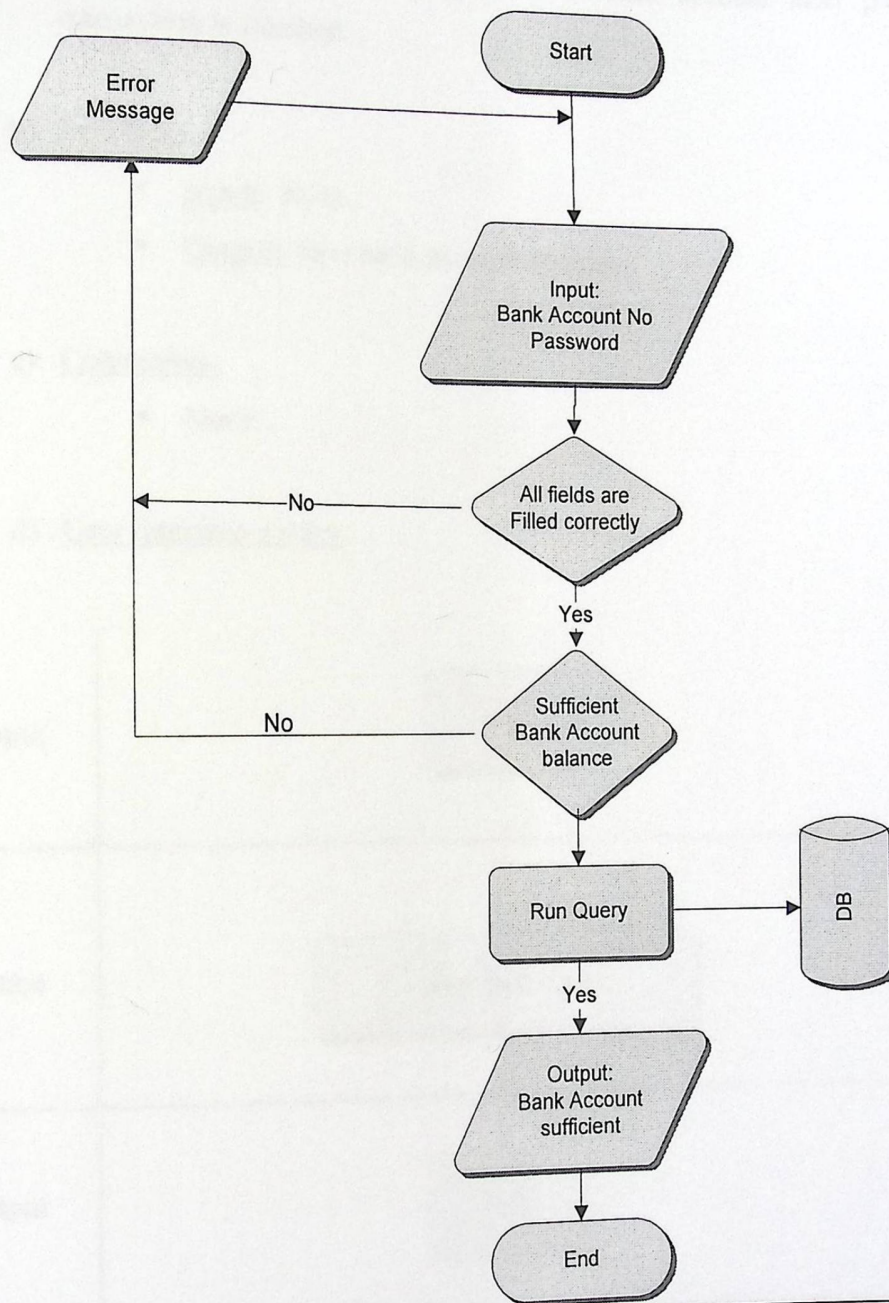 Start
Error
Message
Input:
Bank Account No
Password
All fields are
Filled correctly
No
Yes
Sufficient
Bank Account
balance
No
Run Query
DB
Yes
Output:
Bank Account
sufficient
End